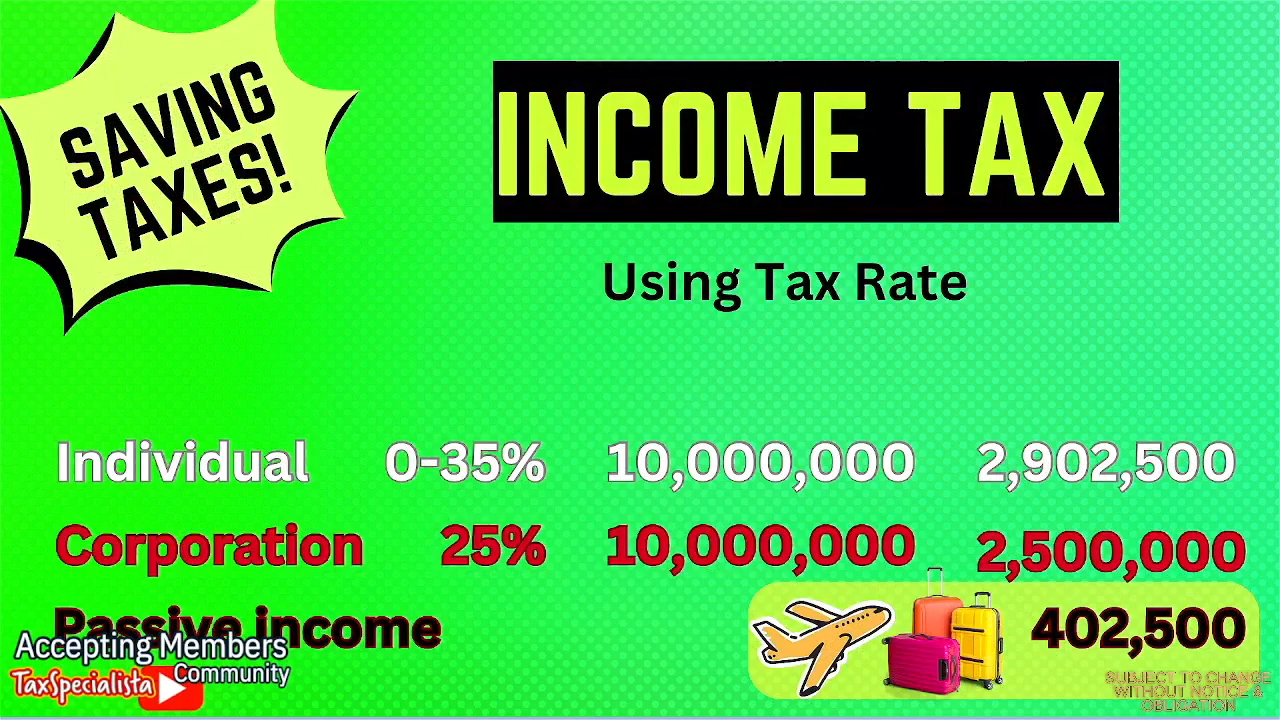 SAVING
TAXES!
INCOME TAX
Using Tax Rate
Individual 0-35% 10,000,000 2,902,500
Corporation 25% 10,000,000 2,500,000
Passive income 402,500
Accepting Members
Community
TaxSpecialista
SUBJECT TO CHANGE
WITHOUT NOTICE &
OBLIGATION